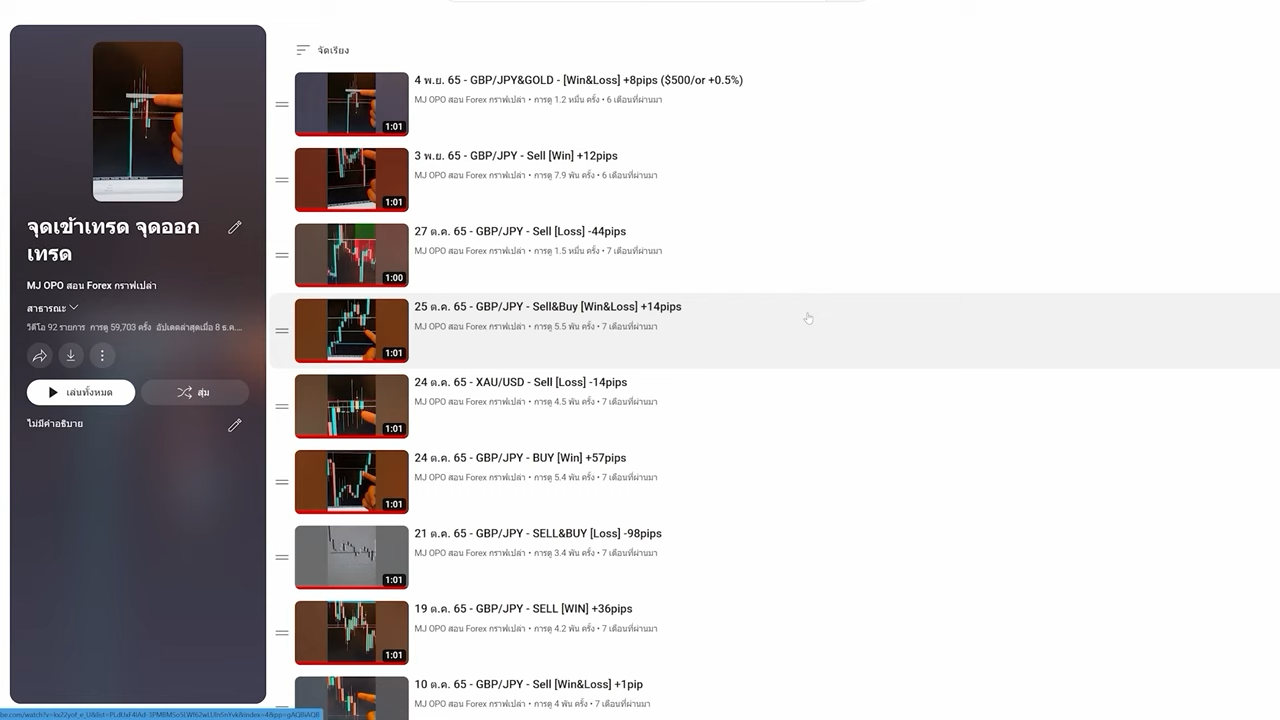 จุดเข้าเทรด จุดออก
เทรด
MJ OPO สอน Forex กราฟเปล่า
สาธารณะ
วิดีโอ 92 รายการ การดู 59,703 ครั้ง อัปเดตล่าสุดเมื่อ 8 ธ.ค....
เล่นทั้งหมด
สุ่ม
ไม่มีคำอธิบาย
จัดเรียง
1:01
4 พ.ย. 65 - GBP/JPY&GOLD - [Win&Loss] +8pips ($500/or +0.5%)
MJ OPO สอน Forex กราฟเปล่า • การดู 1.2 หมื่น ครั้ง • 6 เดือนที่ผ่านมา
1:01
3 พ.ย. 65 - GBP/JPY - Sell [Win] +12pips
MJ OPO สอน Forex กราฟเปล่า • การดู 7.9 พัน ครั้ง • 6 เดือนที่ผ่านมา
1:00
27 ต.ค. 65 - GBP/JPY - Sell [Loss] -44pips
MJ OPO สอน Forex กราฟเปล่า • การดู 1.5 หมื่น ครั้ง • 7 เดือนที่ผ่านมา
1:01
25 ต.ค. 65 - GBP/JPY - Sell&Buy [Win&Loss] +14pips
MJ OPO สอน Forex กราฟเปล่า • การดู 5.5 พัน ครั้ง • 7 เดือนที่ผ่านมา
1:01
24 ต.ค. 65 - XAU/USD - Sell [Loss] -14pips
MJ OPO สอน Forex กราฟเปล่า • การดู 4.5 พัน ครั้ง • 7 เดือนที่ผ่านมา
1:01
24 ต.ค. 65 - GBP/JPY - BUY [Win] +57pips
MJ OPO สอน Forex กราฟเปล่า • การดู 5.4 พัน ครั้ง • 7 เดือนที่ผ่านมา
1:01
21 ต.ค. 65 - GBP/JPY - SELL&BUY [Loss] -98pips
MJ OPO สอน Forex กราฟเปล่า • การดู 3.4 พัน ครั้ง • 7 เดือนที่ผ่านมา
1:01
19 ต.ค. 65 - GBP/JPY - SELL [WIN] +36pips
MJ OPO สอน Forex กราฟเปล่า • การดู 4.2 พัน ครั้ง • 7 เดือนที่ผ่านมา
10 ต.ค. 65 - GBP/JPY - Sell [Win&Loss] +1pip
MJ OPO สอน Forex กราฟเปล่า • การดู 4 พัน ครั้ง • 7 เดือนที่ผ่านมา